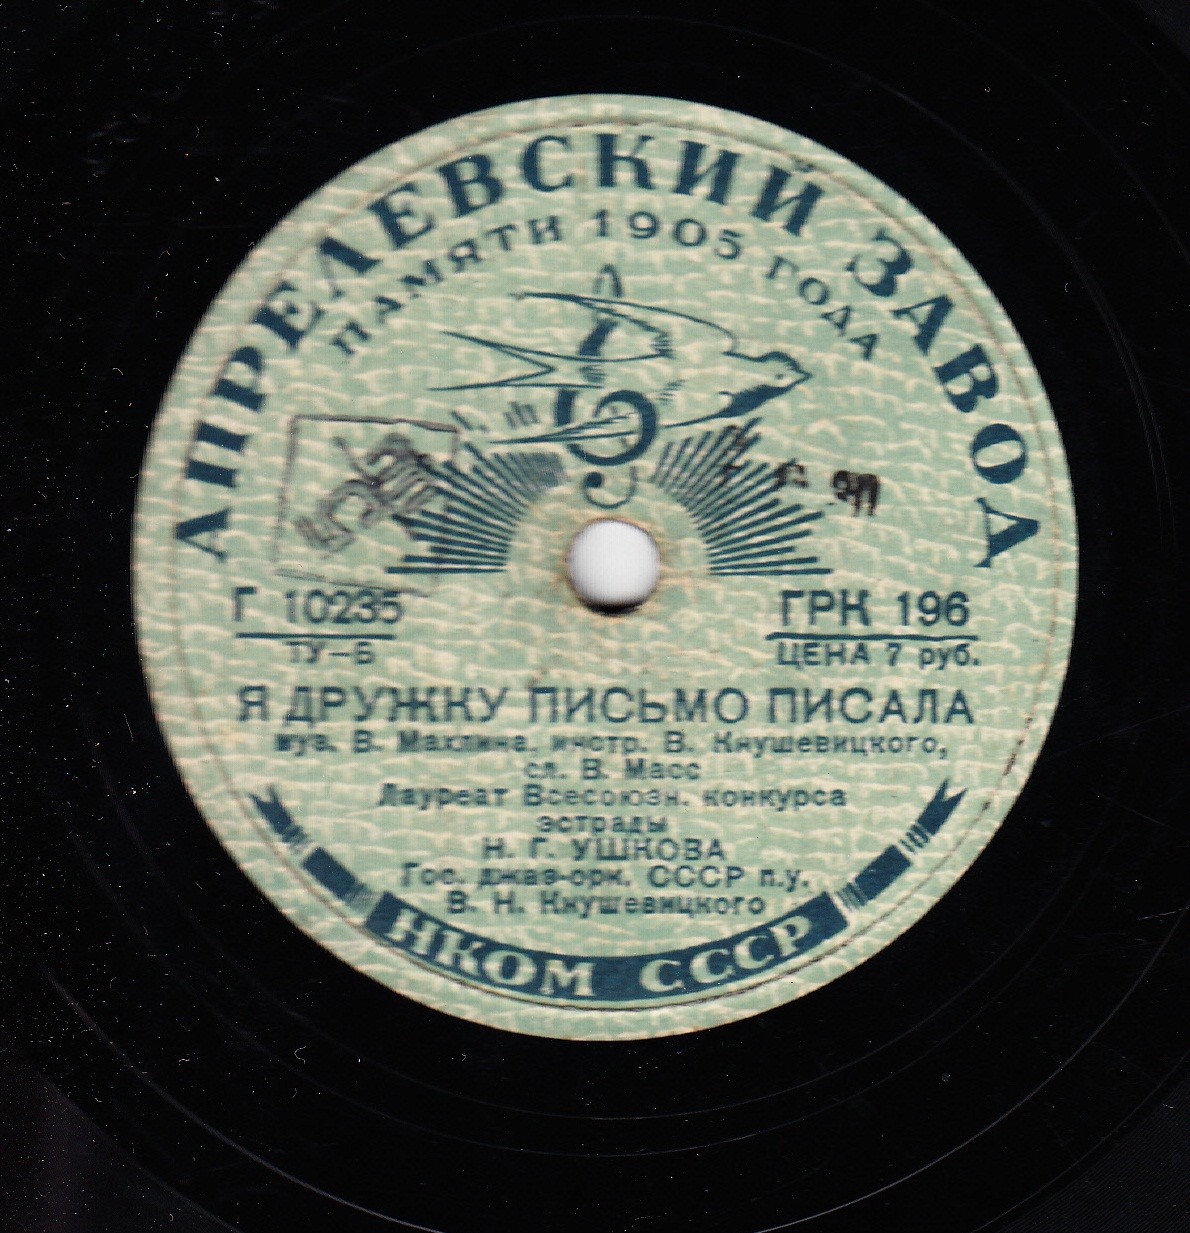 АПРЕЛЕВСКИЙ ЗАВОД
ПАМЯТИ 1905 ГОДА
Г 10235
ТУ-Б
ГРК 196
ЦЕНА 7 руб.
Я ДРУЖКУ ПИСЬМО ПИСАЛА
муз. В. Махлина, инстр. В. Кнушевицкого,
сл. В. Масс
Лауреат Всесоюзн. конкурса
эстрады
Н. Г. УШКОВА
Гос. джаз-орк. СССР п.у.
В. Н. Кнушевицкого
НКОМ СССР